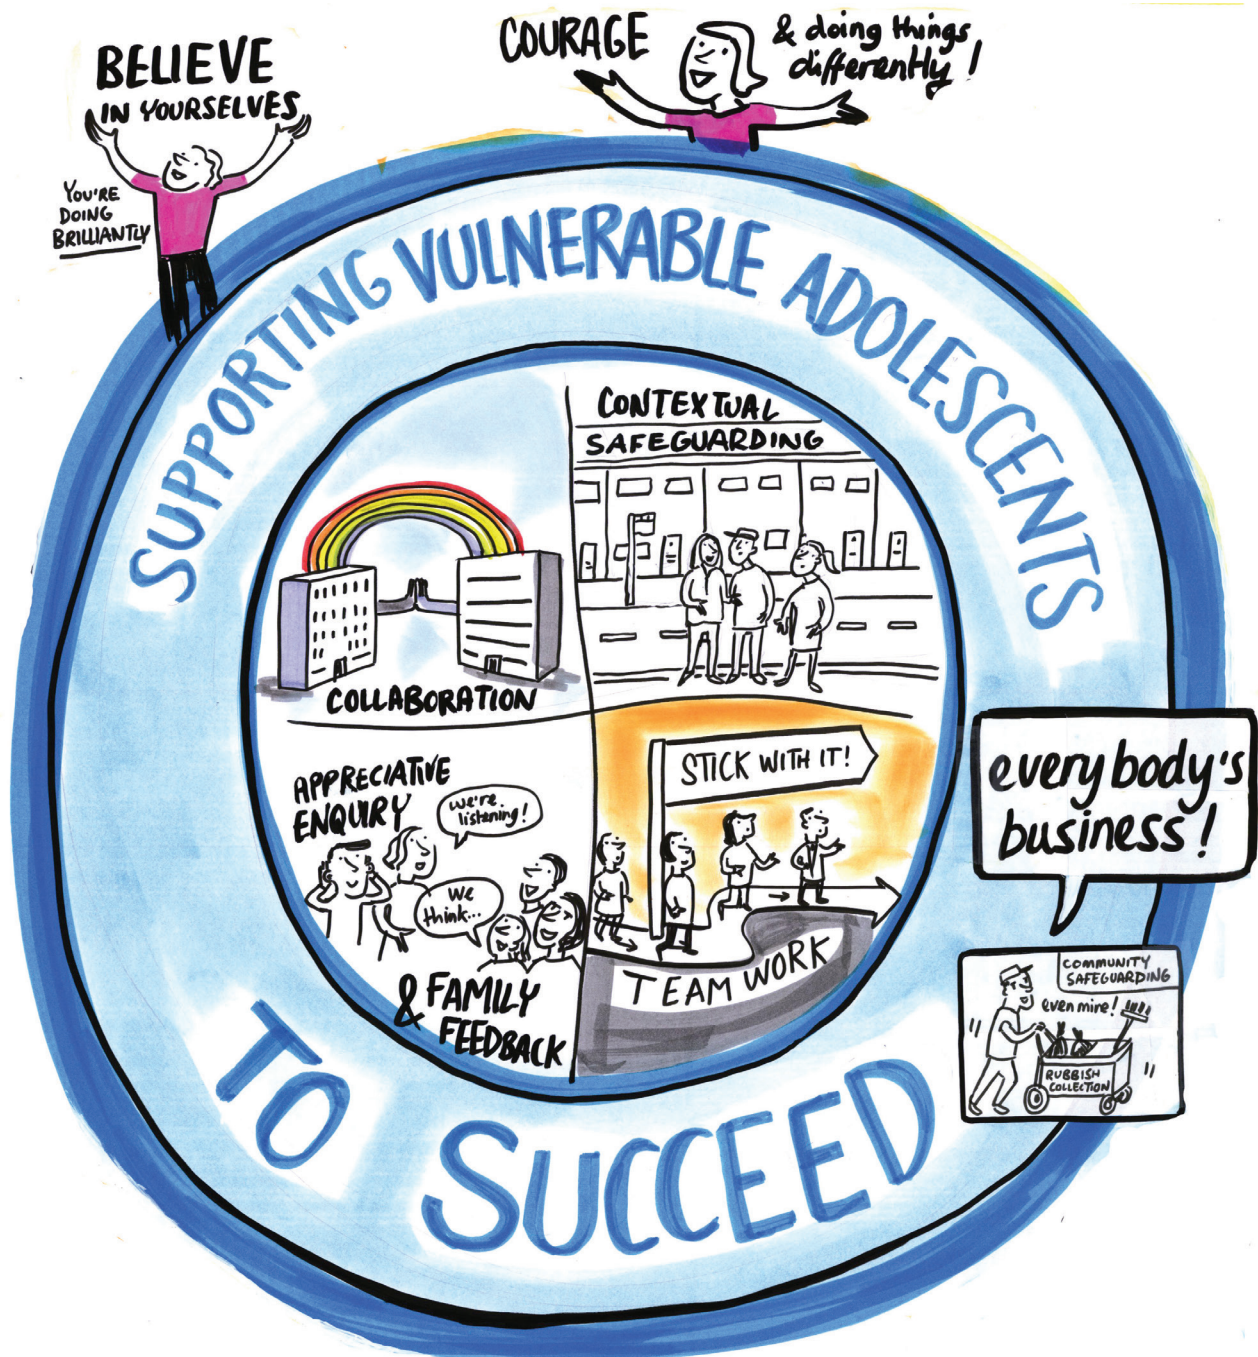 BELIEVE
IN YOURSELVES
YOU'RE
DOING
BRILLIANTLY
COURAGE
& doing things
differently!
SUPPORTING VULNERABLE ADOLESCENTS
TO SUCCEED
COLLABORATION
CONTEXTUAL
SAFEGUARDING
APPRECIATIVE
ENQUIRY
we're
listening!
We
think...
& FAMILY
FEEDBACK
STICK WITH IT!
TEAM WORK
everybody's
business!
COMMUNITY
SAFEGUARDING
even mire!
RUBBISH
COLLECTION